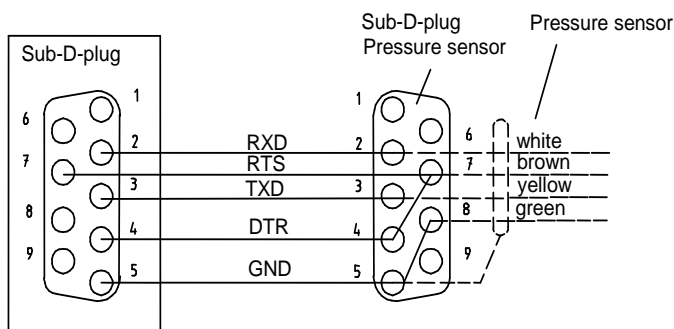 Sub-D-plug
Pressure sensor
Pressure sensor
Sub-D-plug
1
6
2
7
3
8
4
9
5
RXD
RTS
TXD
DTR
GND
1
6
2
7
3
8
4
9
5
white
brown
yellow
green